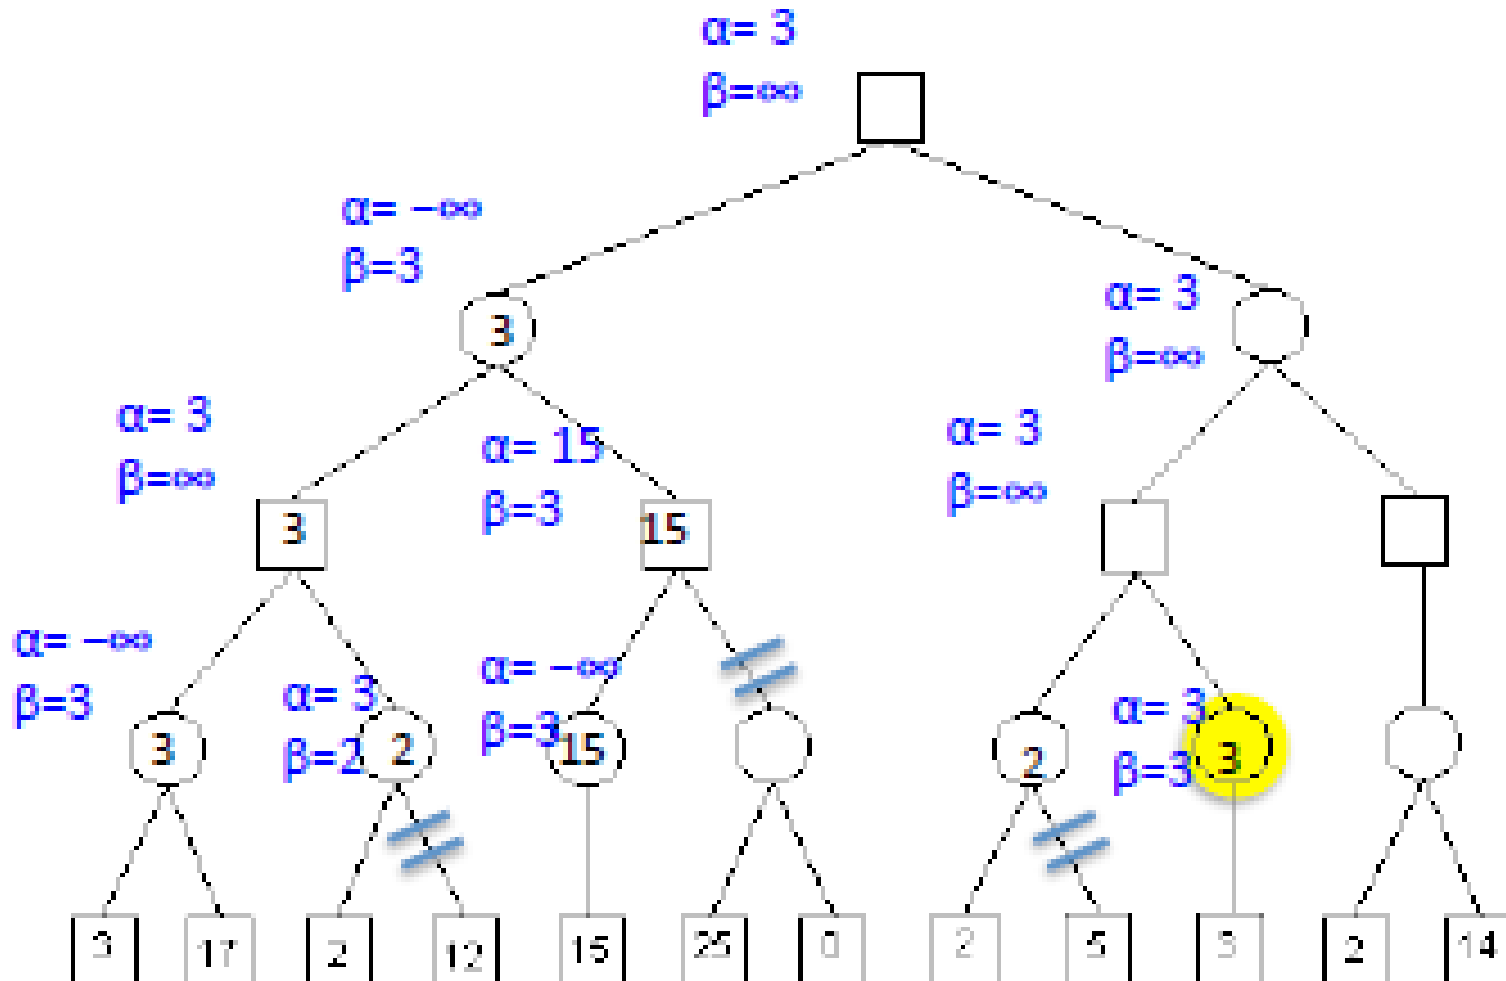 α= 3
β=∞
α= −∞
β=3
3
α= 3
β=∞
α= 3
β=∞
3
α= 15
β=3
15
α= 3
β=∞
α= −∞
β=3
3
α= 3
β=2
2
α= −∞
β=3
15
2
α= 3
β=3
3
3 17 2 12 15 25 0 2 5 3 2 14